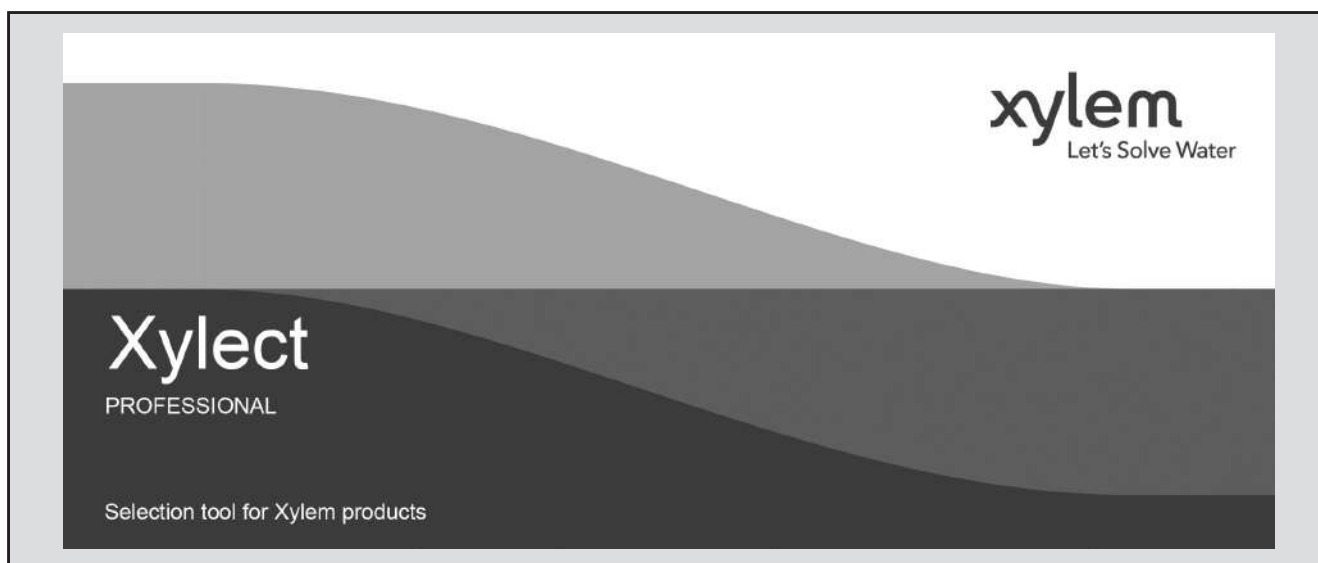 xylem
Let's Solve Water
Xylect
PROFESSIONAL
Selection tool for Xylem products